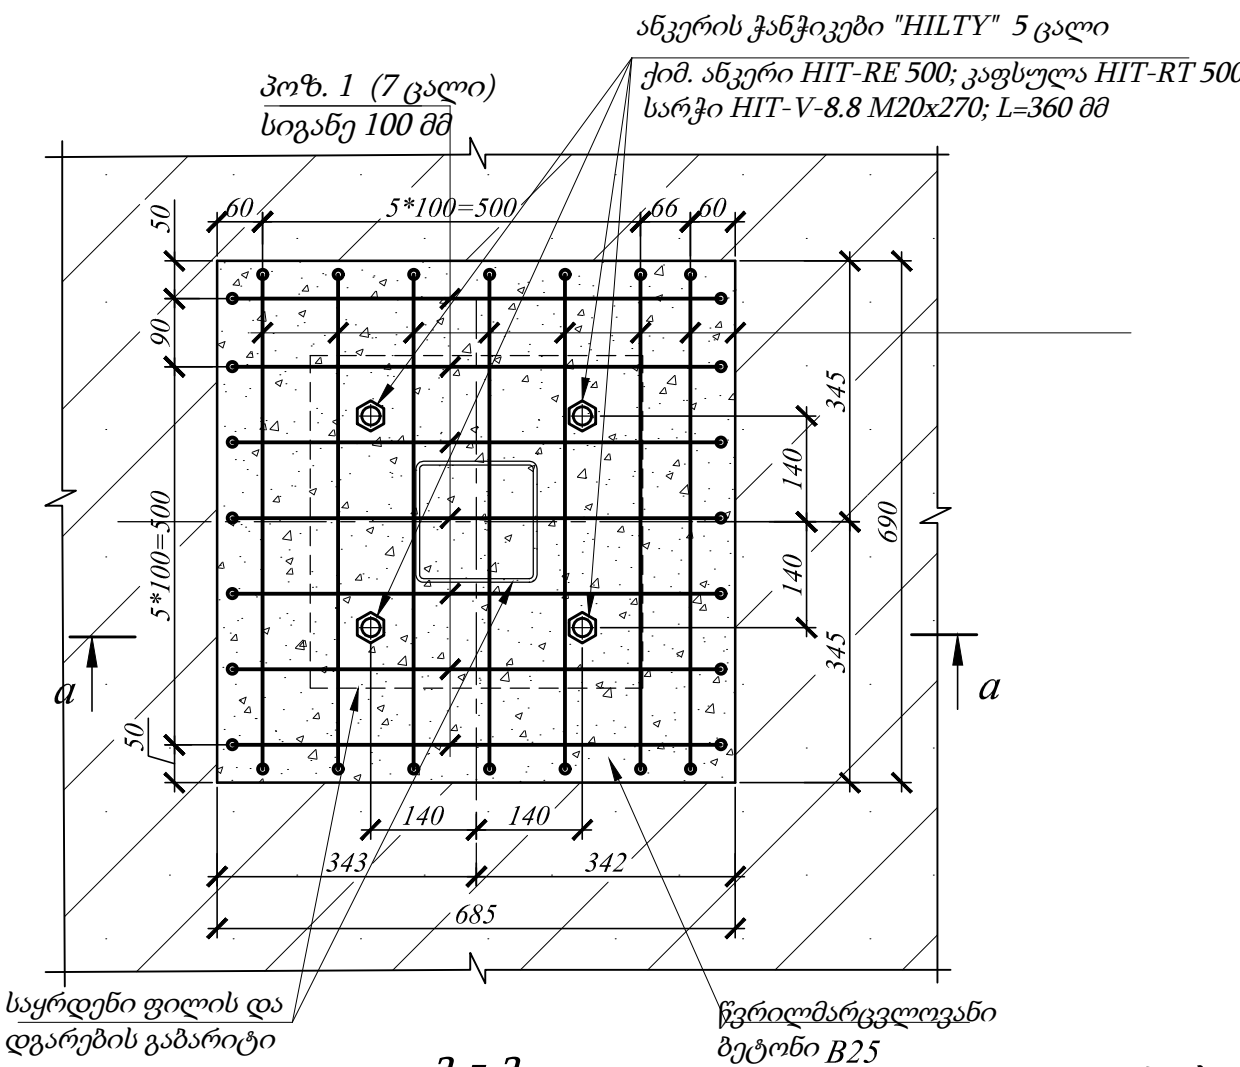 ანკერის ჭანჭიკები "HILTY" 5 ცალი
ქიმ. ანკერი HIT-RE 500; კაფსულა HIT-RT 500
სარჭი HIT-V-8.8 M20x270; L=360 მმ
პოზ. 1 (7 ცალი)
სიგანე 100 მმ
60
5*100=500
66
60
50
90
5*100=500
50
345
345
690
140
140
a
a
140
140
343
342
685
საყრდენი ფილის და
დგარების გაბარიტი
წვრილმარცვლოვანი
ბეტონი B25